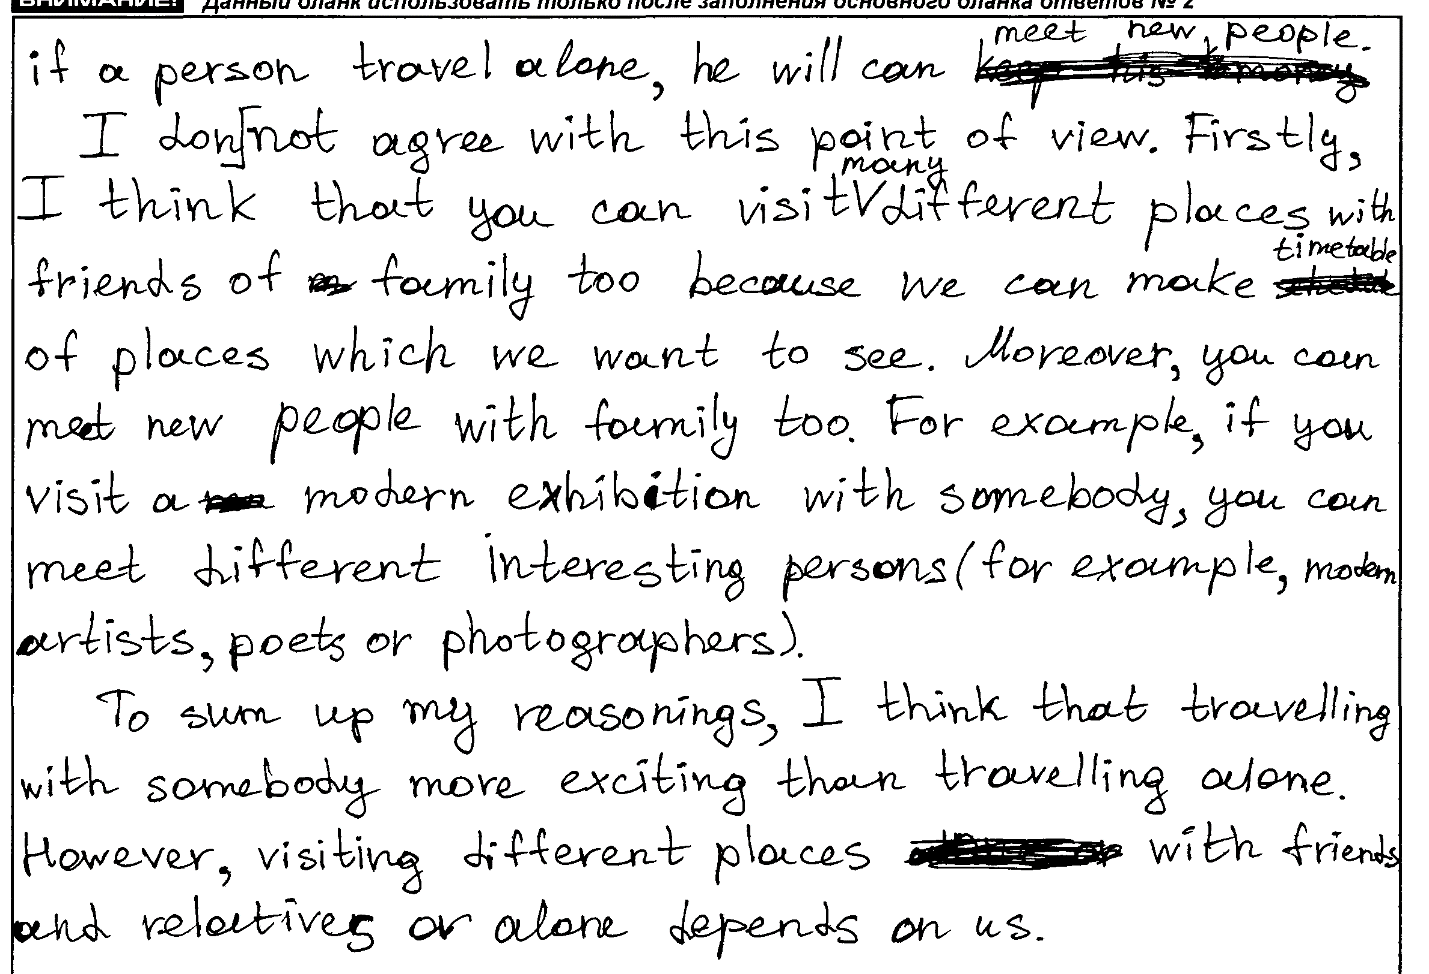 ВНИМАНИЕ! Данный бланк использовать только после заполнения основного бланка ответов № 2
meet new people.
if a person travel alone, he will can keep his money
I don not agree with this point of view. Firstly,
many
I think that you can visit different places with
timetable
friends of family too because we can make
of places which we want to see. Moreover, you can
meet new people with family too. For example, if you
visit a modern exhibition with somebody, you can
meet different interesting persons (for example, modern
artists, poets or photographers).
To sum up my reasonings, I think that travelling
with somebody more exciting than travelling alone.
However, visiting different places with friends
and relatives or alone depends on us.